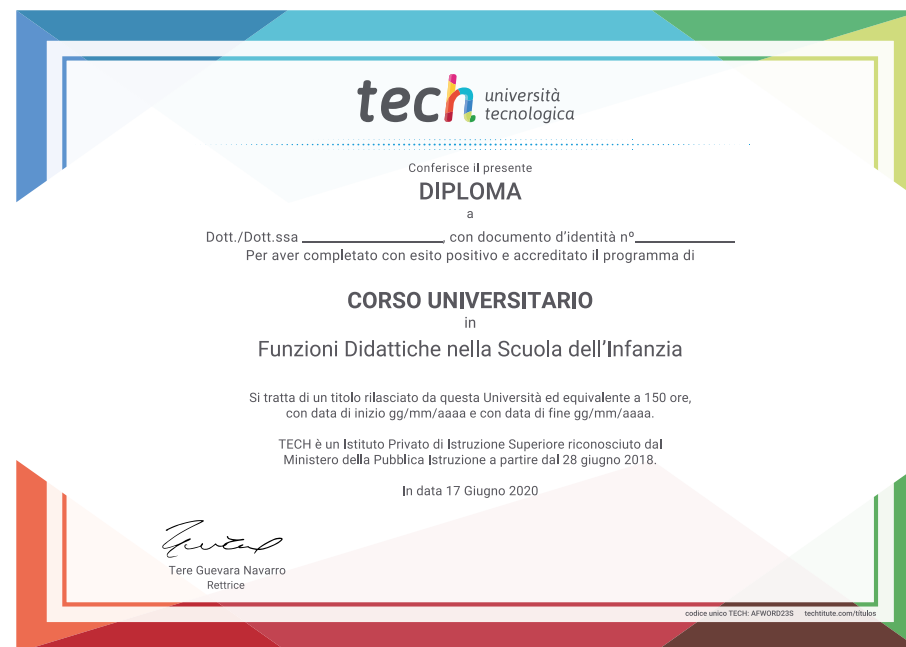 tech università
tecnologica
Conferisce il presente
DIPLOMA
a
Dott./Dott.ssa ________________, con documento d'identità nº____________
Per aver completato con esito positivo e accreditato il programma di
CORSO UNIVERSITARIO
in
Funzioni Didattiche nella Scuola dell'Infanzia
Si tratta di un titolo rilasciato da questa Università ed equivalente a 150 ore,
con data di inizio gg/mm/aaaa e con data di fine gg/mm/aaaa.
TECH è un Istituto Privato di Istruzione Superiore riconosciuto dal
Ministero della Pubblica Istruzione a partire dal 28 giugno 2018.
In data 17 Giugno 2020
Tere Guevara Navarro
Rettrice
codice unico TECH: AFWORD23S techtitute.com/titulos